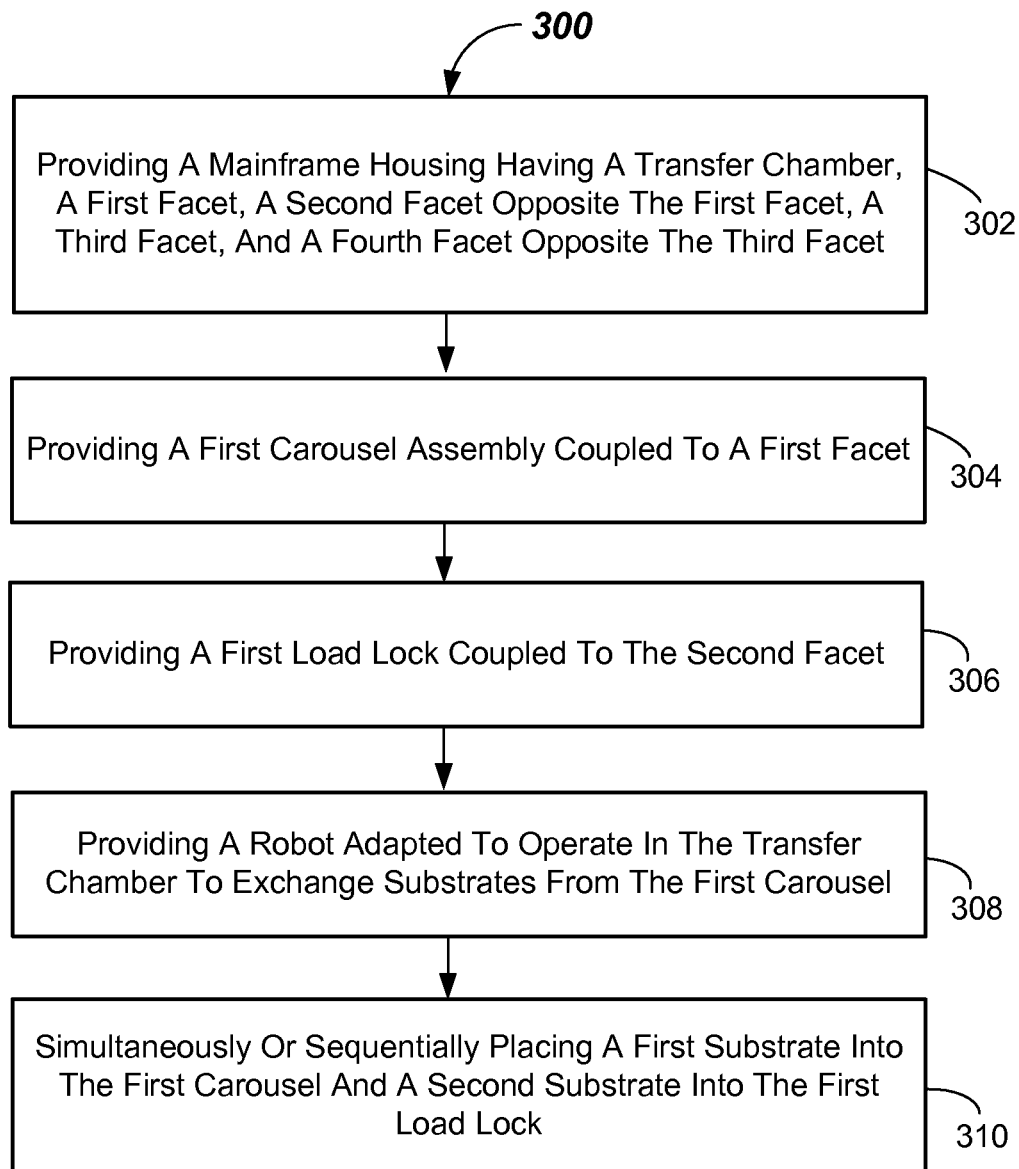 300
Providing A Mainframe Housing Having A Transfer Chamber,
A First Facet, A Second Facet Opposite The First Facet, A
Third Facet, And A Fourth Facet Opposite The Third Facet
302
Providing A First Carousel Assembly Coupled To A First Facet
304
Providing A First Load Lock Coupled To The Second Facet
306
Providing A Robot Adapted To Operate In The Transfer
Chamber To Exchange Substrates From The First Carousel
308
Simultaneously Or Sequentially Placing A First Substrate Into
The First Carousel And A Second Substrate Into The First
Load Lock
310